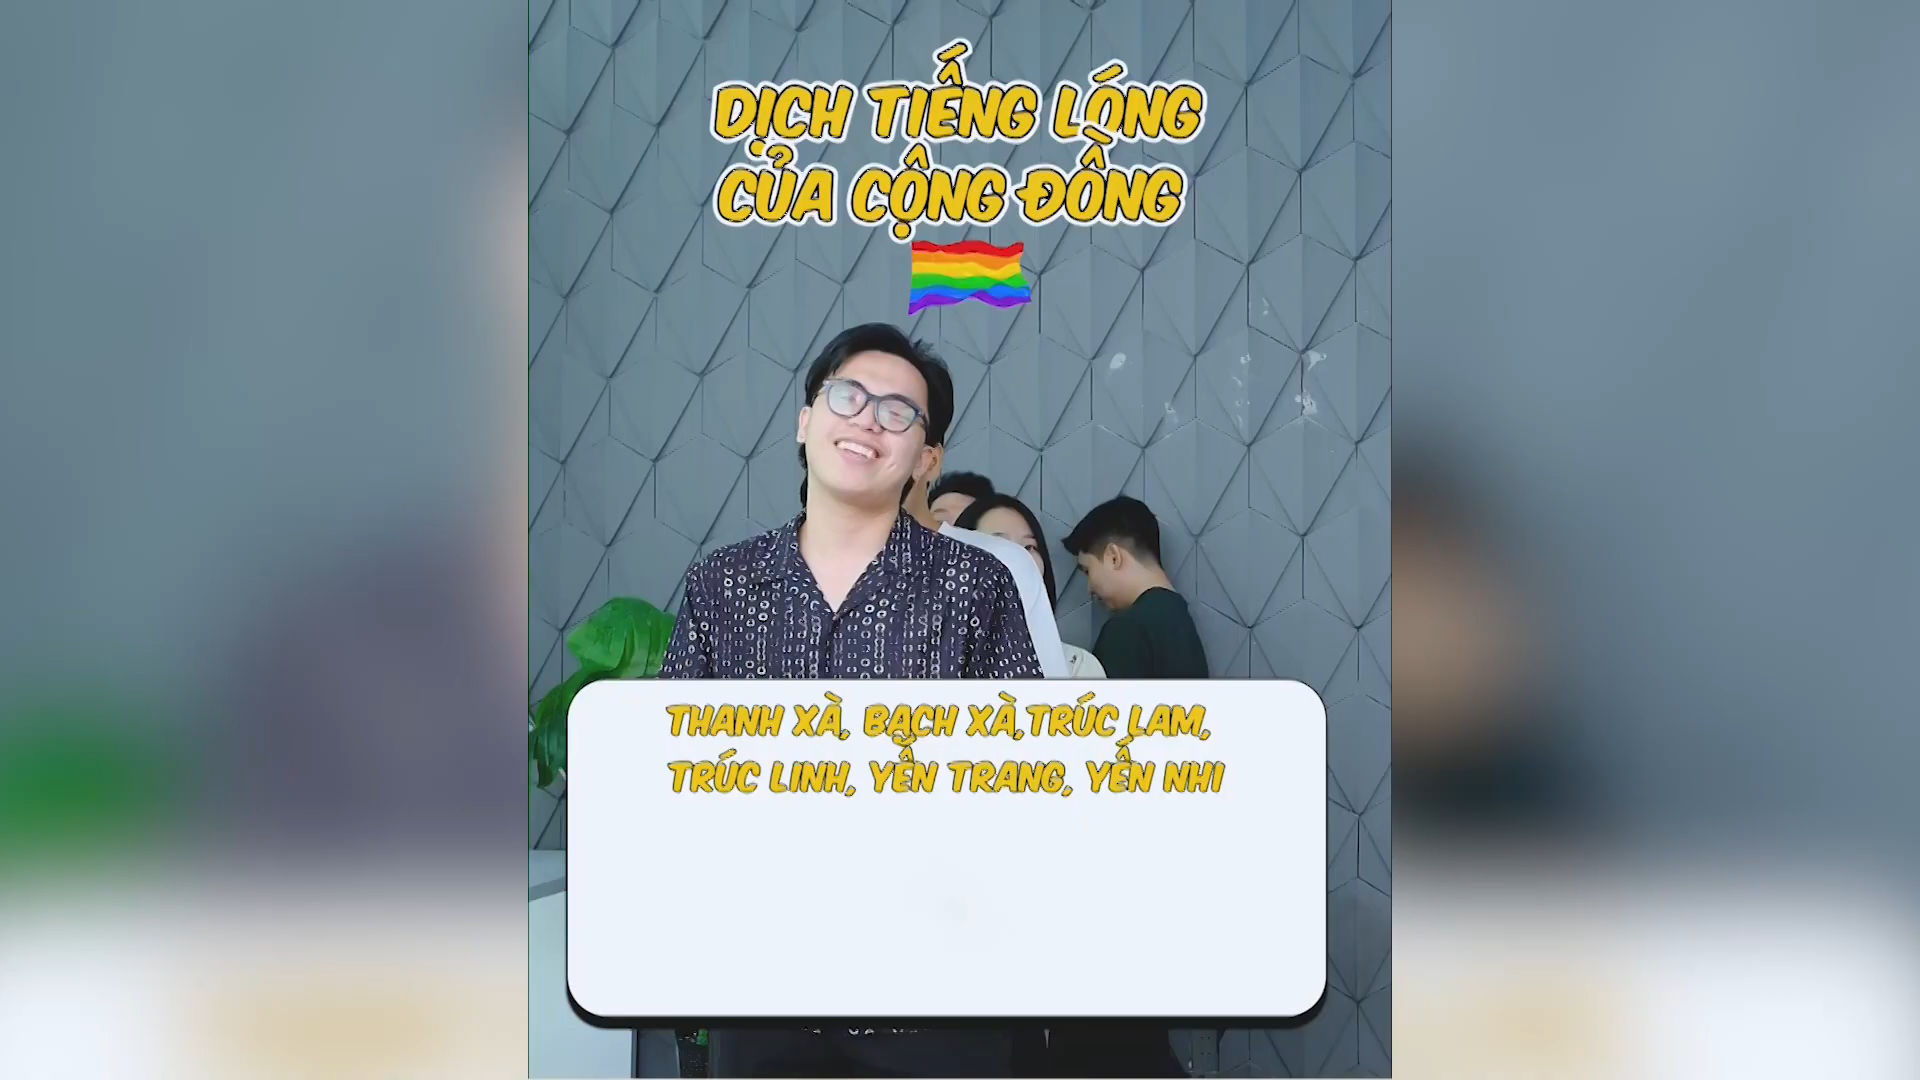 DỊCH TIẾNG LÓNG
CỦA CỘNG ĐỒNG
THANH XÀ, BẠCH XÀ,TRÚC LAM,
TRÚC LINH, YẾN TRANG, YẾN NHI